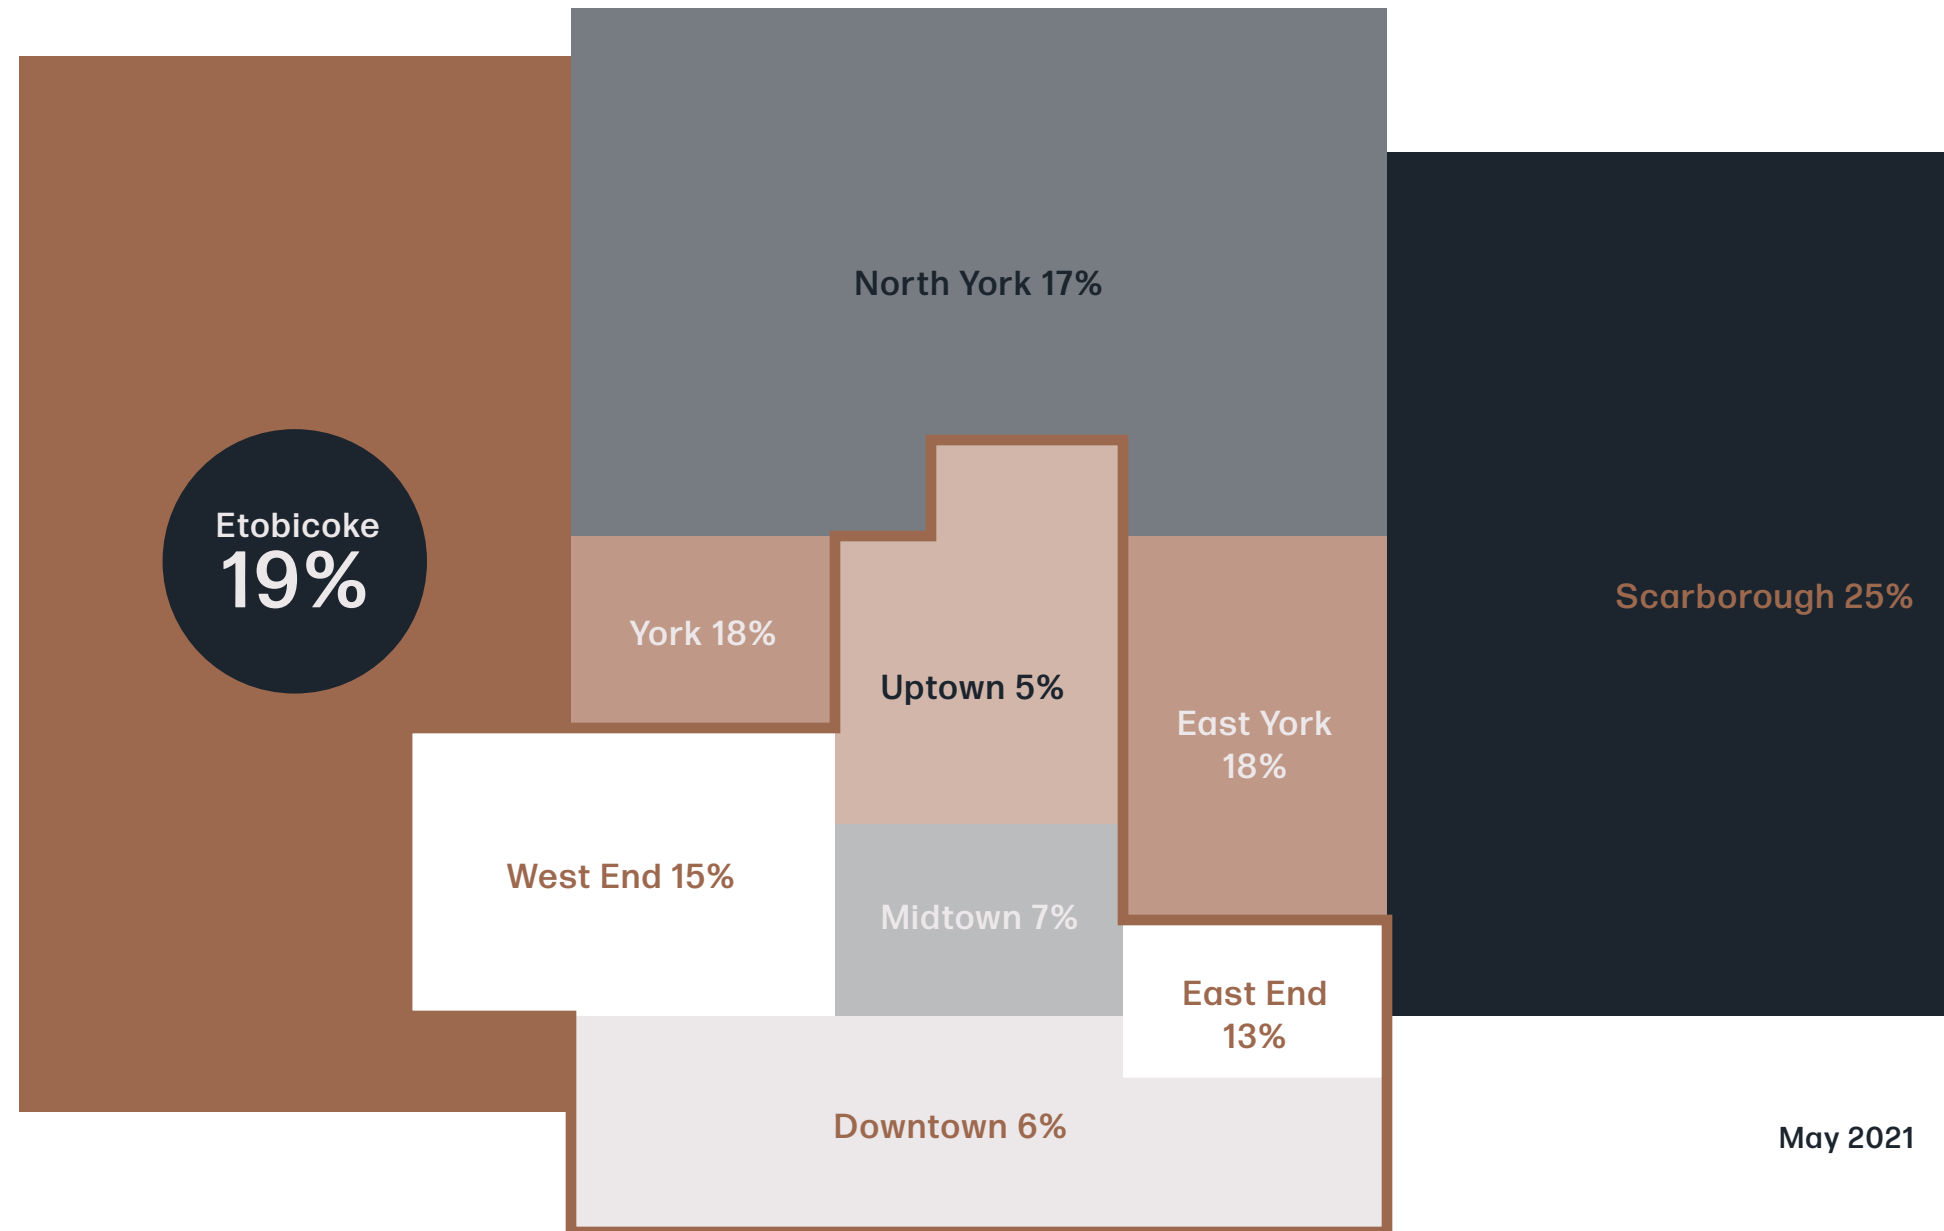 North York 17%
Etobicoke
19%
Scarborough 25%
York 18%
Uptown 5%
East York
18%
West End 15%
Midtown 7%
East End
13%
Downtown 6%
May 2021